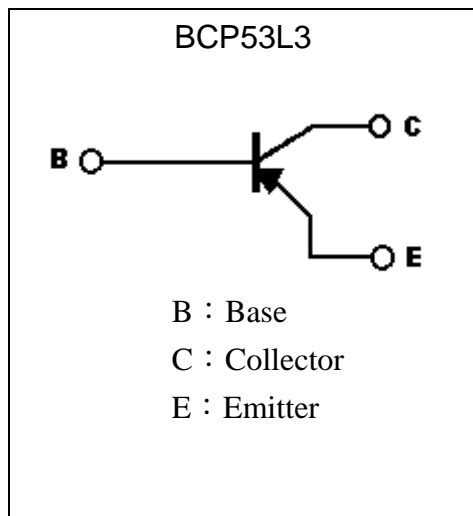 BCP53L3
C
B
E
B：Base
C：Collector
E：Emitter